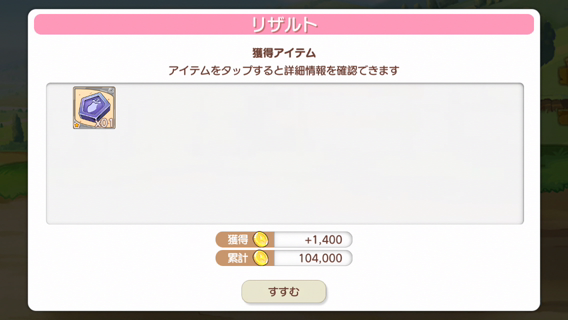 リザルト
獲得アイテム
アイテムをタップすると詳細情報を確認できます
x01
獲得 +1,400
累計 104,000
すすむ